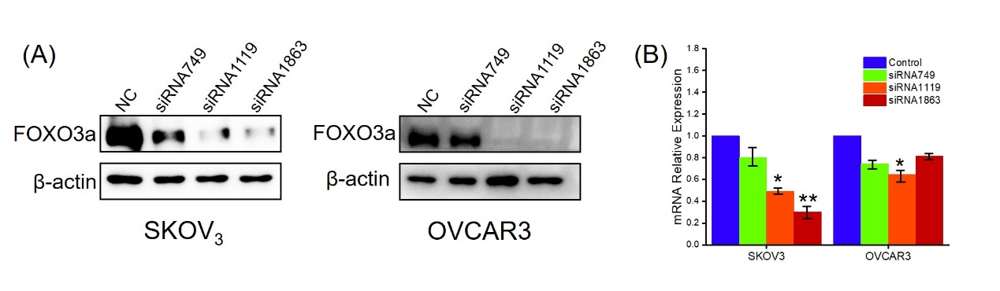 (A)
NC siRNA749 siRNA1119 siRNA1863
FOXO3a
β-actin
SKOV3
NC siRNA749 siRNA1119 siRNA1863
FOXO3a
β-actin
OVCAR3
(B)
mRNA Relative Expression
1.8
1.6
1.4
1.2
1.0
0.8
0.6
0.4
0.2
0.0
Control
siRNA749
siRNA1119
siRNA1863
* ** *
SKOV3 OVCAR3